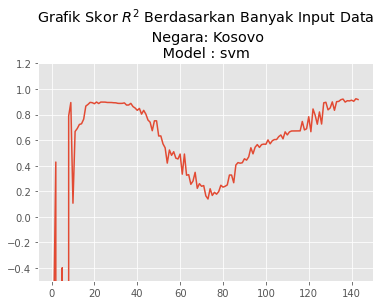 Grafik Skor R² Berdasarkan Banyak Input Data
Negara: Kosovo
Model : svm
1.2
1.0
0.8
0.6
0.4
0.2
0.0
−0.2
−0.4
0 20 40 60 80 100 120 140